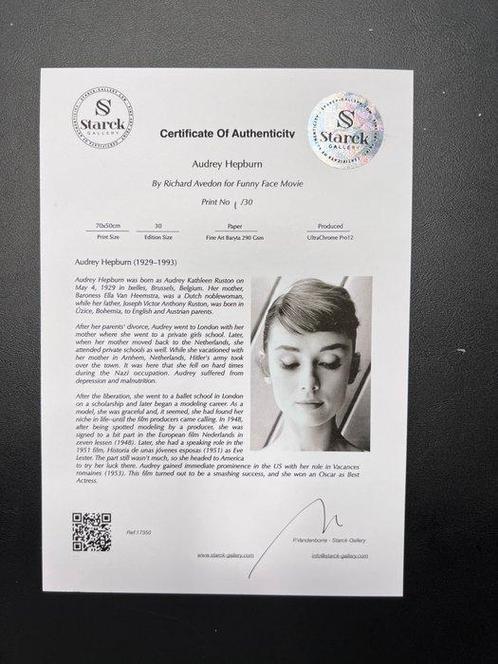 STARCK-GALLERY.COM
SS
Starck
GALLERY
Certificate Of Authenticity
SS
Starck
GALLERY
Audrey Hepburn
By Richard Avedon for Funny Face Movie
Print No 1 /30
70x50cm 30 Paper Produced
Print Size Edition Size Fine Art Baryta 290 Gsm UltraChrome Pro12
Audrey Hepburn (1929–1993)
Audrey Hepburn was born as Audrey Kathleen Ruston on
May 4, 1929 in Ixelles, Brussels, Belgium. Her mother,
Baroness Ella Van Heemstra, was a Dutch noblewoman,
while her father, Joseph Victor Anthony Ruston, was born in
Úzice, Bohemia, to English and Austrian parents.
After her parents' divorce, Audrey went to London with her
mother where she went to a private girls school. Later,
when her mother moved back to the Netherlands, she
attended private schools as well. While she vacationed with
her mother in Arnhem, Netherlands, Hitler's army took
over the town. It was here that she fell on hard times
during the Nazi occupation. Audrey suffered from
depression and malnutrition.
After the liberation, she went to a ballet school in London
on a scholarship and later began a modeling career. As a
model, she was graceful and, it seemed, she had found her
niche in life-until the film producers came calling. In 1948,
after being spotted modeling by a producer, she was
signed to a bit part in the European film Nederlands in
zeven lessen (1948). Later, she had a speaking role in the
1951 film, Historia de unas jóvenes esposas (1951) as Eve
Lester. The part still wasn't much, so she headed to America
to try her luck there. Audrey gained immediate prominence in the US with her role in Vacances
romaines (1953). This film turned out to be a smashing success, and she won an Oscar as Best
Actress.
Ref:17350
P.Vandenborre - Starck Gallery
www.starck-gallery.com info@starck-gallery.com